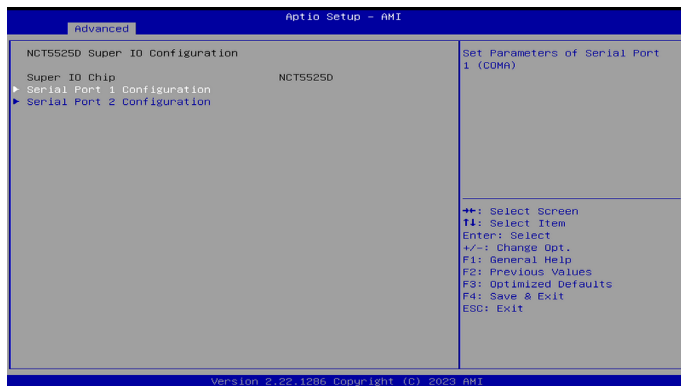 Aptio Setup – AMI
Advanced
NCT5525D Super IO Configuration
Super IO Chip NCT5525D
Serial Port 1 Configuration
Serial Port 2 Configuration
Set Parameters of Serial Port
1 (COMA)
→←: Select Screen
↑↓: Select Item
Enter: Select
+/-: Change Opt.
F1: General Help
F2: Previous Values
F3: Optimized Defaults
F4: Save & Exit
ESC: Exit
Version 2.22.1286 Copyright (C) 2023 AMI